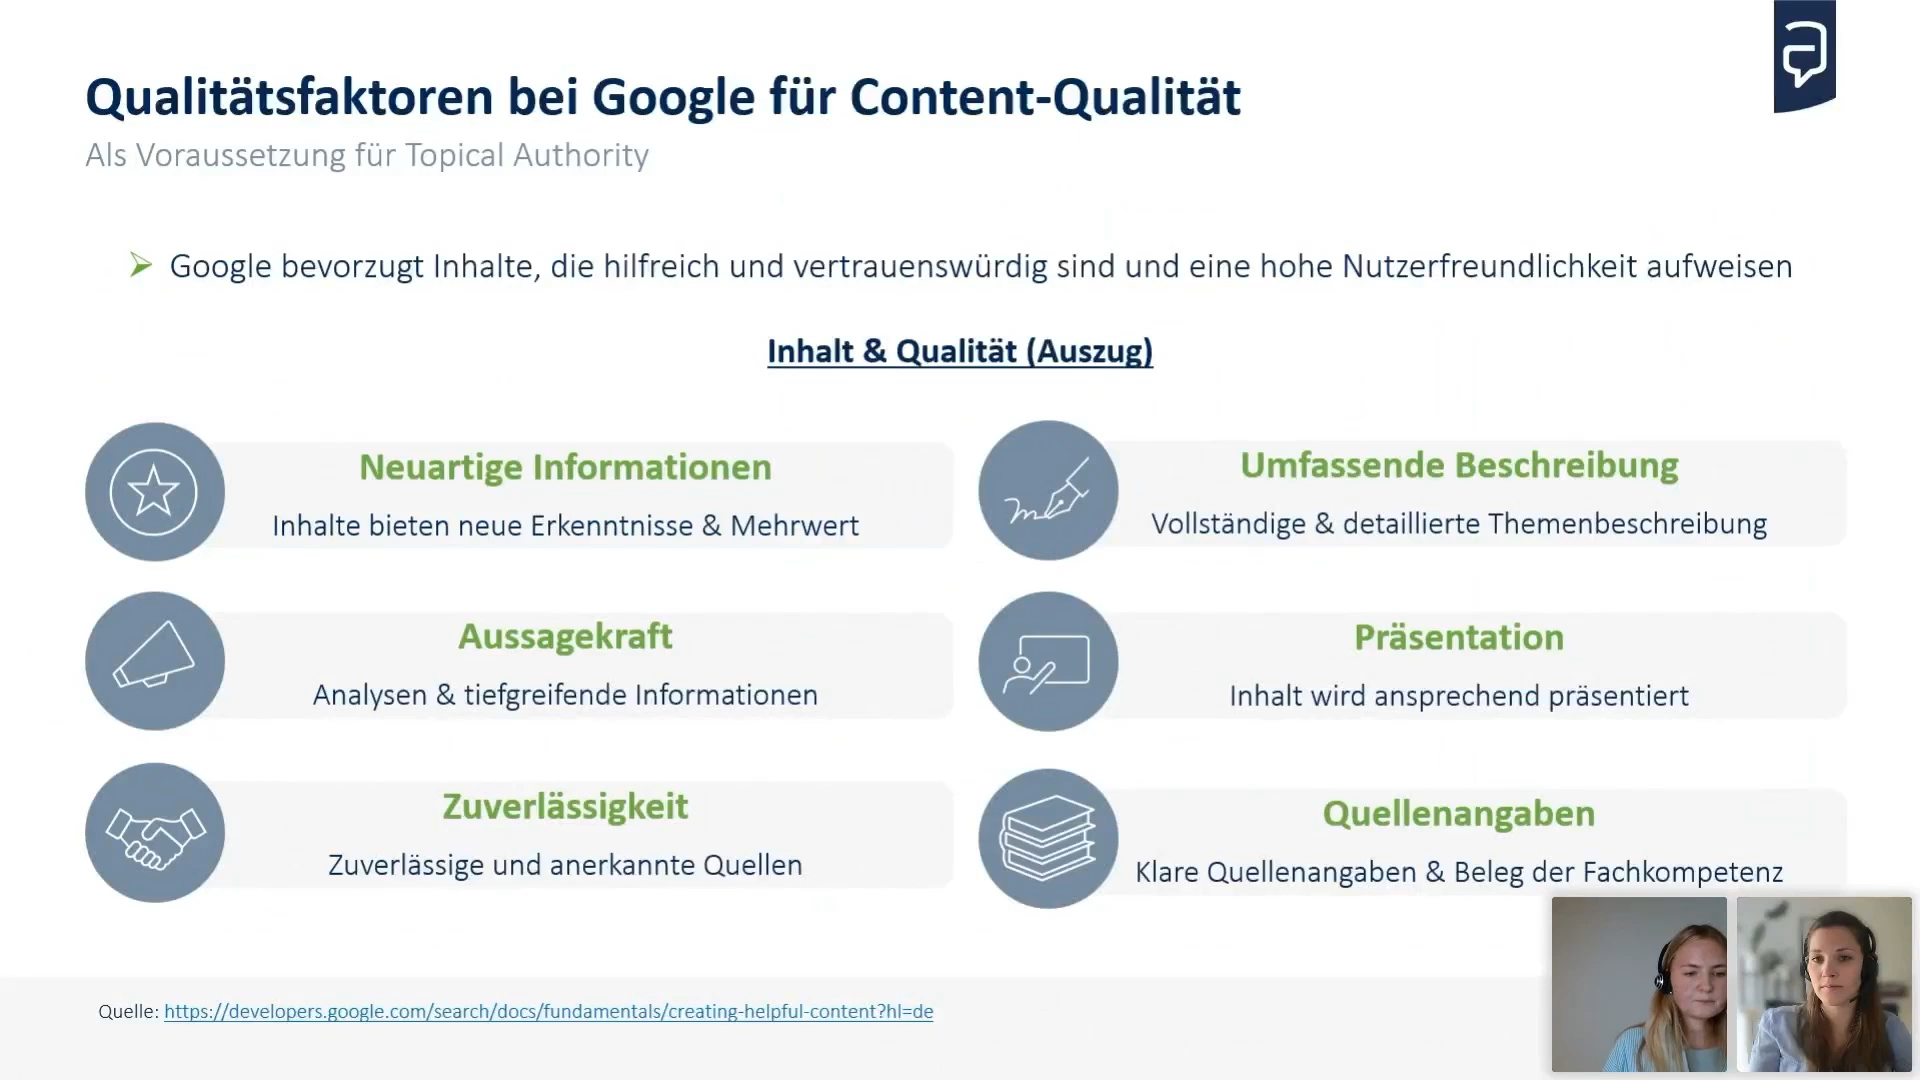 Qualitätsfaktoren bei Google für Content-Qualität
Als Voraussetzung für Topical Authority
Google bevorzugt Inhalte, die hilfreich und vertrauenswürdig sind und eine hohe Nutzerfreundlichkeit aufweisen
Inhalt & Qualität (Auszug)
Neuartige Informationen
Inhalte bieten neue Erkenntnisse & Mehrwert
Umfassende Beschreibung
Vollständige & detaillierte Themenbeschreibung
Aussagekraft
Analysen & tiefgreifende Informationen
Präsentation
Inhalt wird ansprechend präsentiert
Zuverlässigkeit
Zuverlässige und anerkannte Quellen
Quellenangaben
Klare Quellenangaben & Beleg der Fachkompetenz
Quelle: https://developers.google.com/search/docs/fundamentals/creating-helpful-content?hl=de